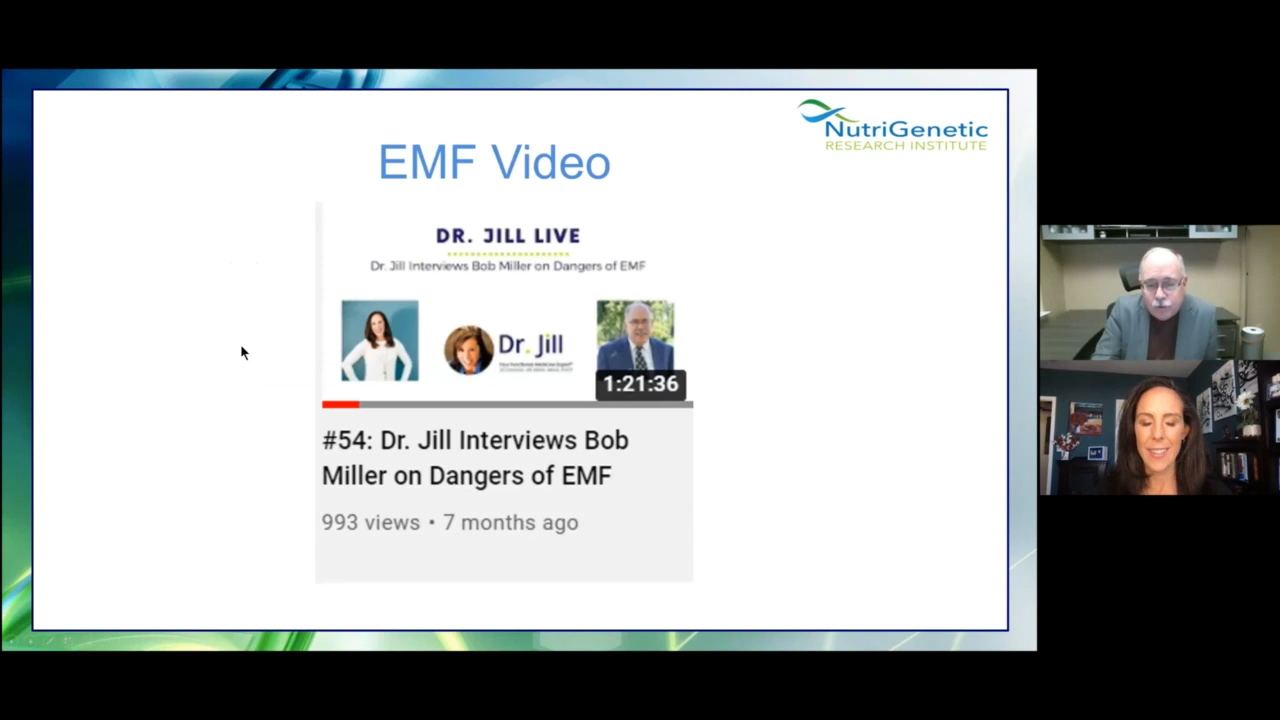 NutriGenetic
RESEARCH INSTITUTE
EMF Video
DR. JILL LIVE
Dr. Jill Interviews Bob Miller on Dangers of EMF
Dr. Jill
1:21:36
#54: Dr. Jill Interviews Bob
Miller on Dangers of EMF
993 views • 7 months ago